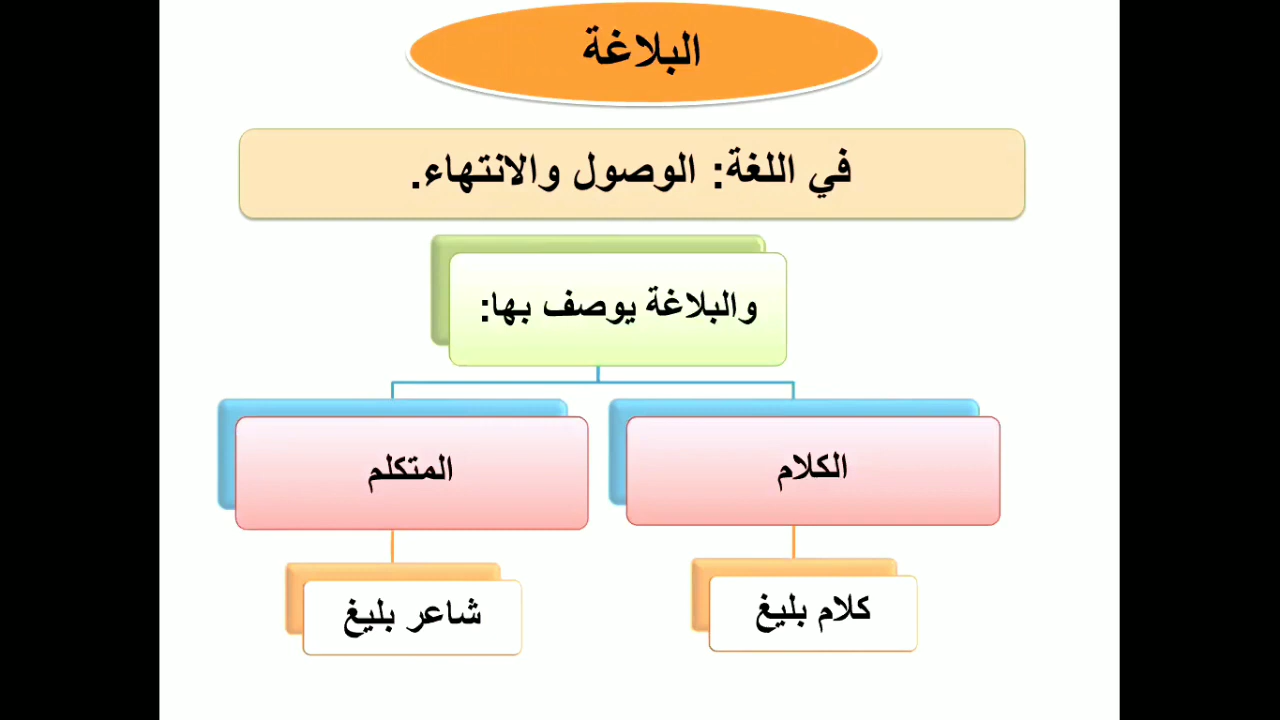 البلاغة
في اللغة: الوصول والانتهاء.
والبلاغة يوصف بها:
الكلام
المتكلم
كلام بليغ
شاعر بليغ